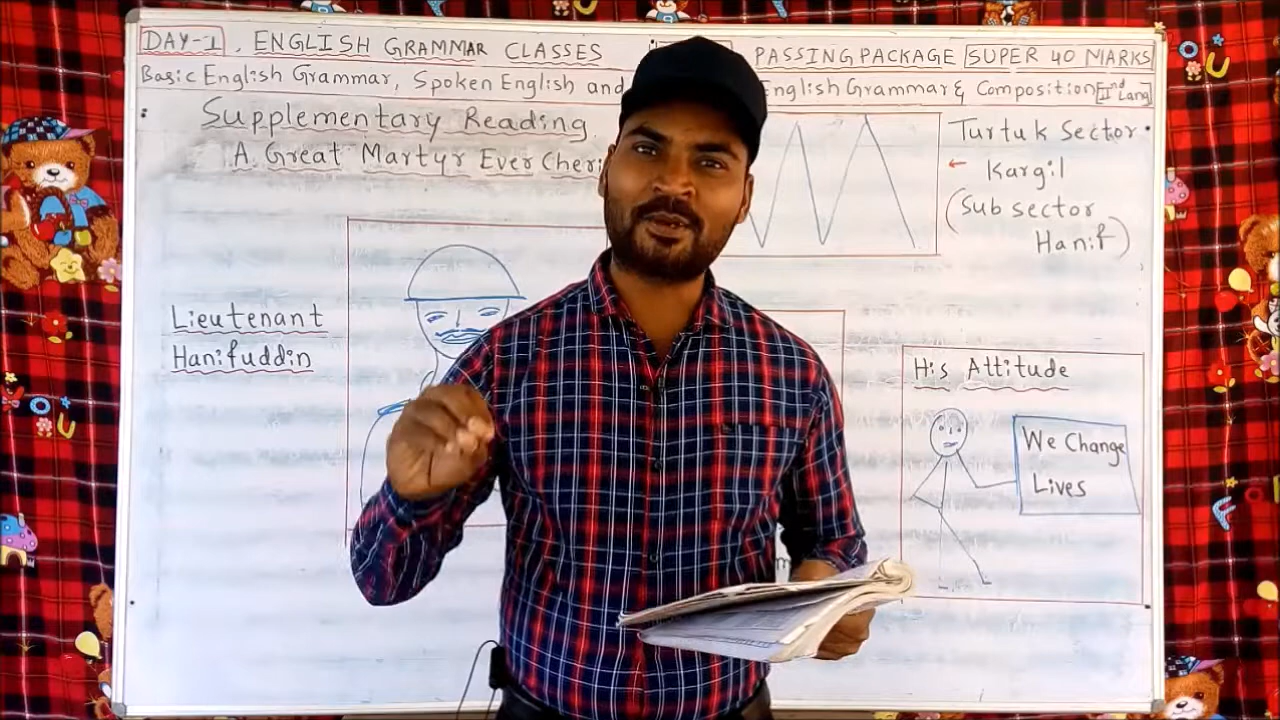 DAY-1, ENGLISH GRAMMAR CLASSES
PASSING PACKAGE SUPER 40 MARKS
Basic English Grammar, Spoken English and
English Grammar & Composition [IInd Lang]
Supplementary Reading
A Great Martyr Ever Cheri
Turtuk Sector
← Kargil
(Sub sector
Hanif)
Lieutenant
Hanifuddin
His Attitude
We Change
Lives